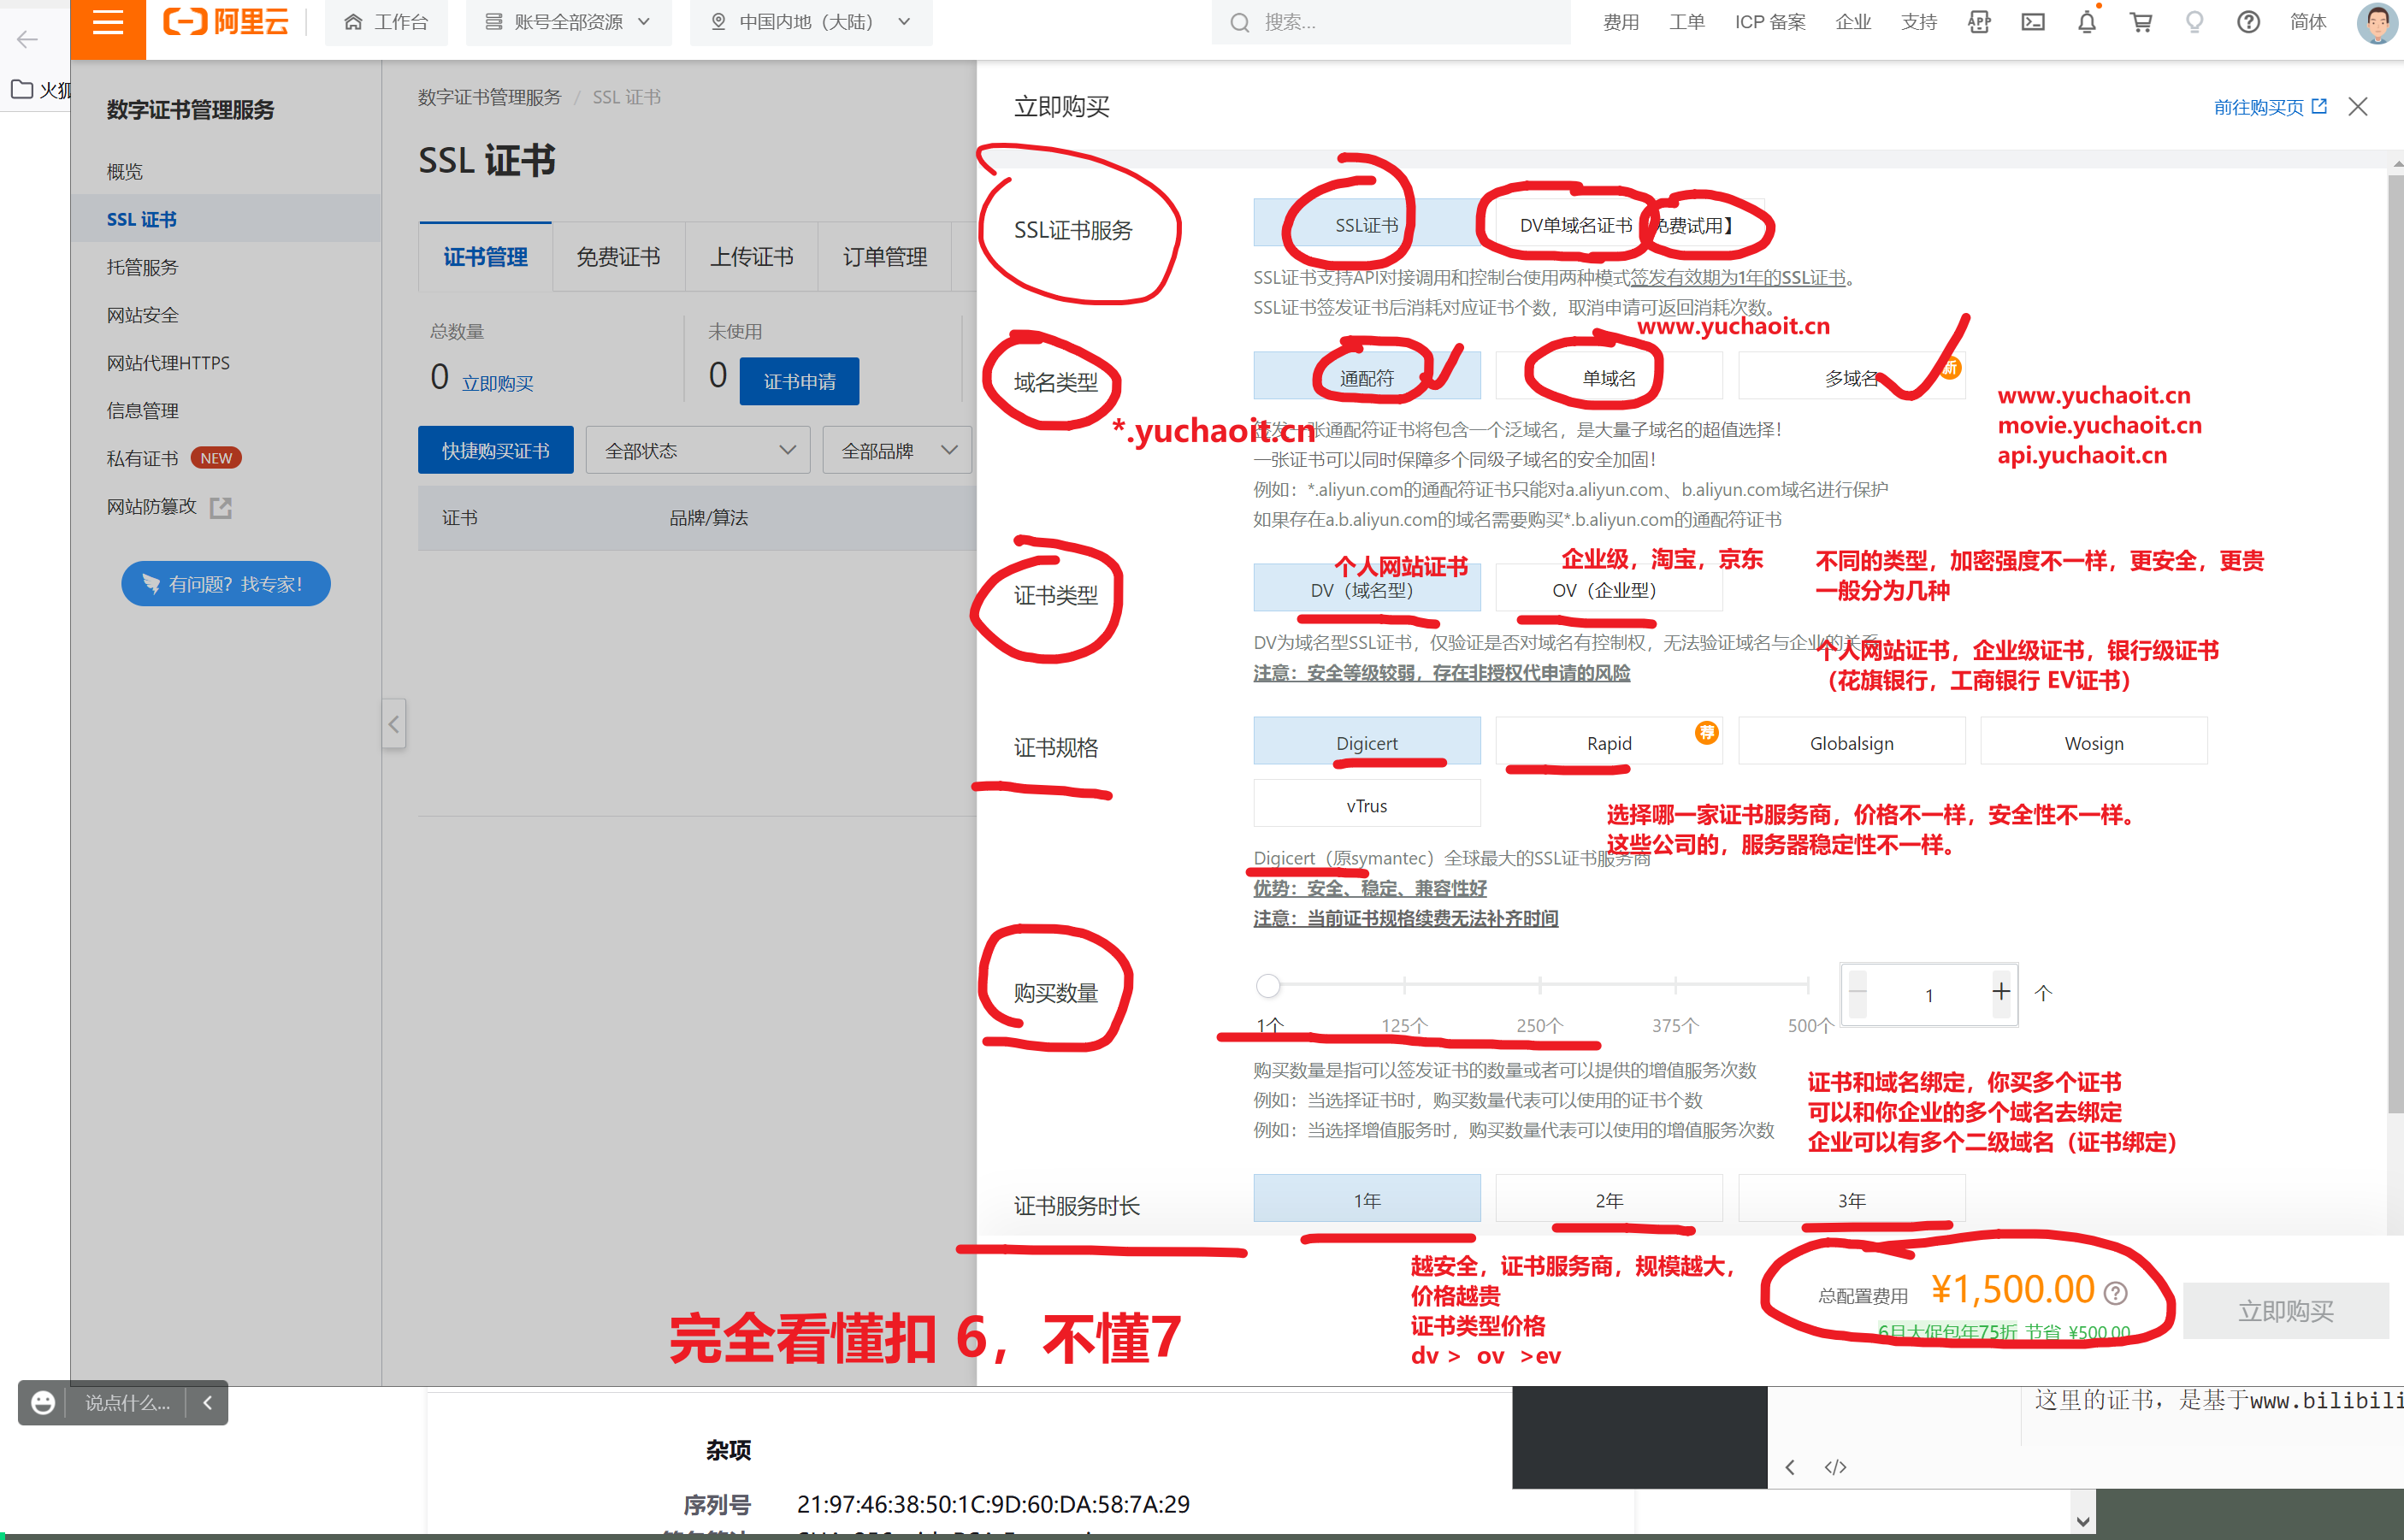 阿里云
工作台
账号全部资源
中国内地（大陆）
搜索...
费用
工单
ICP 备案
企业
支持
简体
火狐
数字证书管理服务
概览
SSL 证书
托管服务
网站安全
网站代理HTTPS
信息管理
私有证书 NEW
网站防篡改
有问题？找专家！
数字证书管理服务 / SSL 证书
SSL 证书
证书管理
免费证书
上传证书
订单管理
总数量
0 立即购买
未使用
0 证书申请
快捷购买证书
全部状态
全部品牌
证书
品牌/算法
立即购买
前往购买页
SSL证书服务
SSL证书
DV单域名证书
免费试用】
SSL证书支持API对接调用和控制台使用两种模式签发有效期为1年的SSL证书。
SSL证书签发证书后消耗对应证书个数，取消申请可返回消耗次数。
www.yuchaoit.cn
域名类型
通配符
单域名
多域名
新
*.yuchaoit.cn
www.yuchaoit.cn
movie.yuchaoit.cn
api.yuchaoit.cn
一张通配符证书将包含一个泛域名，是大量子域名的超值选择！
一张证书可以同时保障多个同级子域名的安全加固！
例如：*.aliyun.com的通配符证书只能对a.aliyun.com、b.aliyun.com域名进行保护
如果存在a.b.aliyun.com的域名需要购买*.b.aliyun.com的通配符证书
证书类型
个人网站证书
DV（域名型）
企业级，淘宝，京东
OV（企业型）
不同的类型，加密强度不一样，更安全，更贵
一般分为几种
DV为域名型SSL证书，仅验证是否对域名有控制权，无法验证域名与企业的关系
注意：安全等级较弱，存在非授权代申请的风险
个人网站证书，企业级证书，银行级证书
（花旗银行，工商银行 EV证书）
证书规格
Digicert
Rapid
荐
Globalsign
Wosign
vTrus
选择哪一家证书服务商，价格不一样，安全性不一样。
这些公司的，服务器稳定性不一样。
Digicert（原symantec）全球最大的SSL证书服务商
优势：安全、稳定、兼容性好
注意：当前证书规格续费无法补齐时间
购买数量
1个
125个
250个
375个
500个
1
个
购买数量是指可以签发证书的数量或者可以提供的增值服务次数
例如：当选择证书时，购买数量代表可以使用的证书个数
例如：当选择增值服务时，购买数量代表可以使用的增值服务次数
证书和域名绑定，你买多个证书
可以和你企业的多个域名去绑定
企业可以有多个二级域名（证书绑定）
证书服务时长
1年
2年
3年
越安全，证书服务商，规模越大，
价格越贵
证书类型价格
dv > ov >ev
总配置费用 ¥1,500.00
6月大促包年75折 节省 ¥500.00
立即购买
完全看懂扣 6，不懂7
说点什么...
这里的证书，是基于www.bilibili
杂项
序列号 21:97:46:38:50:1C:9D:60:DA:58:7A:29